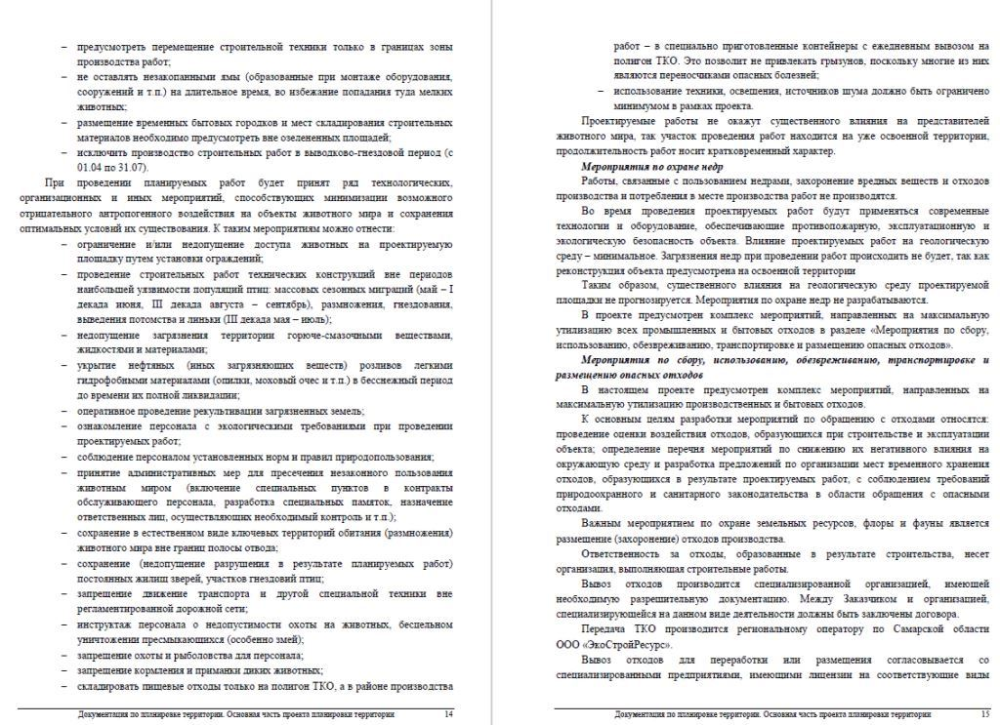 – предусмотреть перемещение строительной техники только в границах зоны
производства работ;
– не оставлять незакопанными ямы (образованные при монтаже оборудования,
сооружений и т.п.) на длительное время, во избежание попадания туда мелких
животных;
– размещение временных бытовых городков и мест складирования строительных
материалов необходимо предусмотреть вне озелененных площадей;
– исключить производство строительных работ в выводково-гнездовой период (с
01.04 по 31.07).
При проведении планируемых работ будет принят ряд технологических,
организационных и иных мероприятий, способствующих минимизации возможного
отрицательного антропогенного воздействия на объекты животного мира и сохранения
оптимальных условий их существования. К таким мероприятиям можно отнести:
– ограничение и/или недопущение доступа животных на проектируемую
площадку путем установки ограждений;
– проведение строительных работ технических конструкций вне периодов
наибольшей уязвимости популяций птиц: массовых сезонных миграций (май – I
декада июня, III декада августа – сентябрь), размножения, гнездования,
выведения потомства и линьки (III декада мая – июль);
– недопущение загрязнения территории горюче-смазочными веществами,
жидкостями и материалами;
– укрытие нефтяных (иных загрязняющих веществ) розливов легкими
гидрофобными материалами (опилки, моховый очес и т.п.) в бесснежный период
до времени их полной ликвидации;
– оперативное проведение рекультивации загрязненных земель;
– ознакомление персонала с экологическими требованиями при проведении
проектируемых работ;
– соблюдение персоналом установленных норм и правил природопользования;
– принятие административных мер для пресечения незаконного пользования
животным миром (включение специальных пунктов в контракты
обслуживающего персонала, разработка специальных памяток, назначение
ответственных лиц, осуществляющих необходимый контроль и т.п.);
– сохранение в естественном виде ключевых территорий обитания (размножения)
животного мира вне границ полосы отвода;
– сохранение (недопущение разрушения в результате планируемых работ)
постоянных жилищ зверей, участков гнездовий птиц;
– запрещение движение транспорта и другой специальной техники вне
регламентированной дорожной сети;
– инструктаж персонала о недопустимости охоты на животных, бесцельном
уничтожении пресмыкающихся (особенно змей);
– запрещение охоты и рыболовства для персонала;
– запрещение кормления и приманки диких животных;
– складировать пищевые отходы только на полигон ТКО, а в районе производства
Документация по планировке территории. Основная часть проекта планировки территории 14
работ – в специально приготовленные контейнеры с ежедневным вывозом на
полигон ТКО. Это позволит не привлекать грызунов, поскольку многие из них
являются переносчиками опасных болезней;
– использование техники, освещения, источников шума должно быть ограничено
минимумом в рамках проекта.
Проектируемые работы не окажут существенного влияния на представителей
животного мира, так участок проведения работ находится на уже освоенной территории,
продолжительность работ носит кратковременный характер.
Мероприятия по охране недр
Работы, связанные с пользованием недрами, захоронение вредных веществ и отходов
производства и потребления в месте производства работ не производятся.
Во время проведения проектируемых работ будут применяться современные
технологии и оборудование, обеспечивающие противопожарную, эксплуатационную и
экологическую безопасность объекта. Влияние проектируемых работ на геологическую
среду – минимальное. Загрязнения недр при проведении работ происходить не будет, так как
реконструкция объекта предусмотрена на освоенной территории
Таким образом, существенного влияния на геологическую среду проектируемой
площадки не прогнозируется. Мероприятия по охране недр не разрабатываются.
В проекте предусмотрен комплекс мероприятий, направленных на максимальную
утилизацию всех промышленных и бытовых отходов в разделе «Мероприятия по сбору,
использованию, обезвреживанию, транспортировке и размещению опасных отходов».
Мероприятия по сбору, использованию, обезвреживанию, транспортировке и
размещению опасных отходов
В настоящем проекте предусмотрен комплекс мероприятий, направленных на
максимальную утилизацию производственных и бытовых отходов.
К основным целям разработки мероприятий по обращению с отходами относятся:
проведение оценки воздействия отходов, образующихся при строительстве и эксплуатации
объекта; определение перечня мероприятий по снижению их негативного влияния на
окружающую среду и разработка предложений по организации мест временного хранения
отходов, образующихся в результате проектируемых работ, с соблюдением требований
природоохранного и санитарного законодательства в области обращения с опасными
отходами.
Важным мероприятием по охране земельных ресурсов, флоры и фауны является
размещение (захоронение) отходов производства.
Ответственность за отходы, образованные в результате строительства, несет
организация, выполняющая строительные работы.
Вывоз отходов производится специализированной организацией, имеющей
необходимую разрешительную документацию. Между Заказчиком и организацией,
специализирующейся на данном виде деятельности должны быть заключены договора.
Передача ТКО производится региональному оператору по Самарской области
ООО «ЭкоСтройРесурс».
Вывоз отходов для переработки или размещения согласовывается со
специализированными предприятиями, имеющими лицензии на соответствующие виды
Документация по планировке территории. Основная часть проекта планировки территории 15